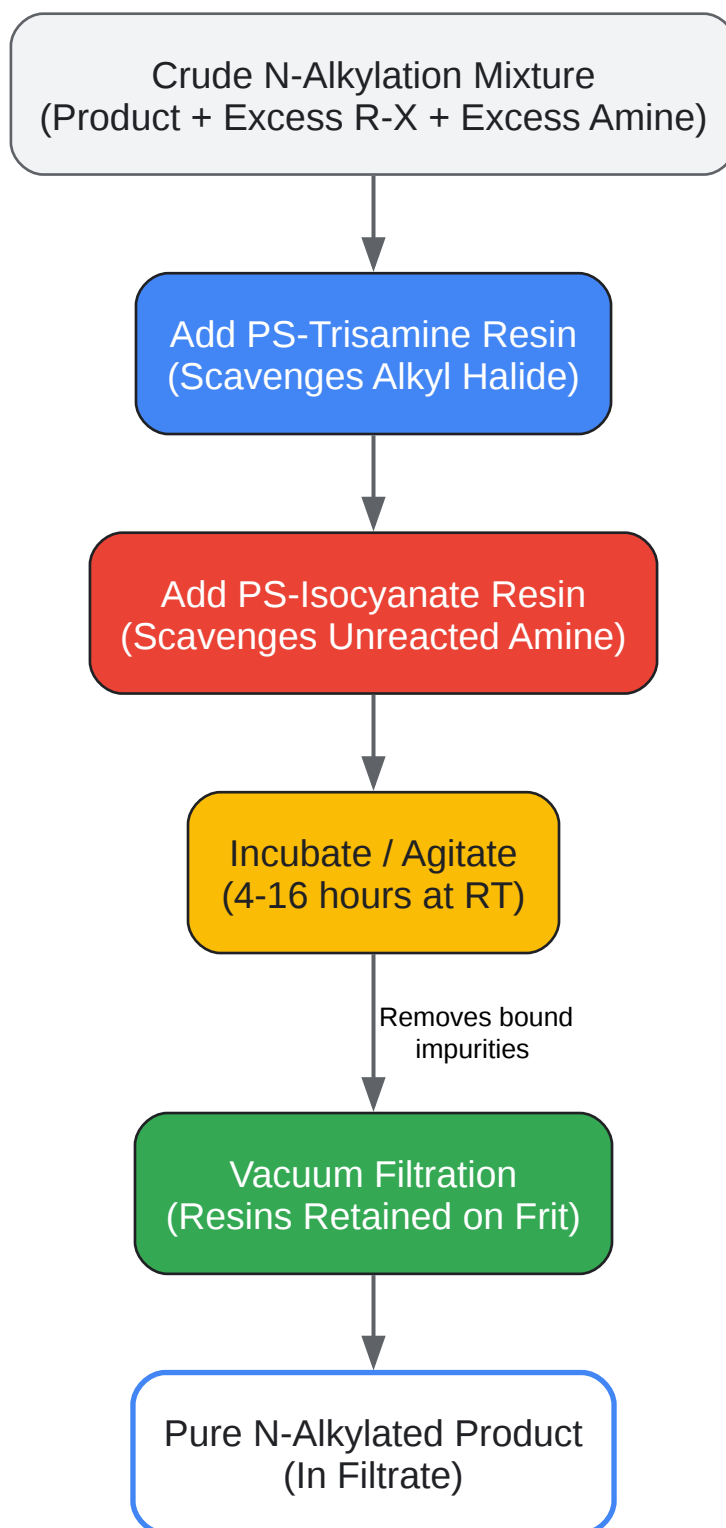 Crude N-Alkylation Mixture
(Product + Excess R-X + Excess Amine)
Add PS-Trisamine Resin
(Scavenges Alkyl Halide)
Add PS-Isocyanate Resin
(Scavenges Unreacted Amine)
Incubate / Agitate
(4-16 hours at RT)
Removes bound
impurities
Vacuum Filtration
(Resins Retained on Frit)
Pure N-Alkylated Product
(In Filtrate)